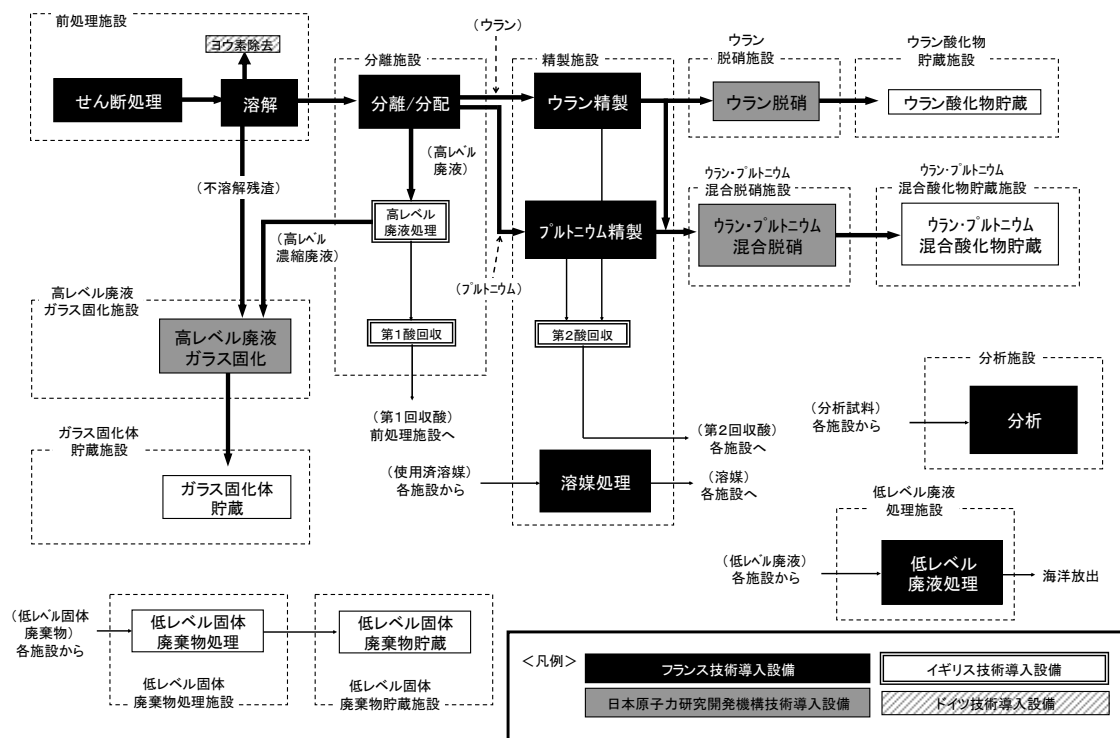 前処理施設
ヨウ素除去
せん断処理
溶解
(不溶解残渣)
分離施設
分離/分配
(高レベル
廃液)
高レベル
廃液処理
(高レベル
濃縮廃液)
第1酸回収
(第1回収酸)
前処理施設へ
(ウラン)
(プルトニウム)
精製施設
ウラン精製
プルトニウム精製
第2酸回収
(第2回収酸)
各施設へ
(使用済溶媒)
各施設から
溶媒処理
(溶媒)
各施設へ
ウラン
脱硝施設
ウラン脱硝
ウラン酸化物
貯蔵施設
ウラン酸化物貯蔵
ウラン・プルトニウム
混合脱硝施設
ウラン・プルトニウム
混合脱硝
ウラン・プルトニウム
混合酸化物貯蔵施設
ウラン・プルトニウム
混合酸化物貯蔵
高レベル廃液
ガラス固化施設
高レベル廃液
ガラス固化
ガラス固化体
貯蔵施設
ガラス固化体
貯蔵
分析施設
(分析試料)
各施設から
分析
低レベル廃液
処理施設
(低レベル廃液)
各施設から
低レベル
廃液処理
海洋放出
(低レベル固体
廃棄物)
各施設から
低レベル固体
廃棄物処理
低レベル固体
廃棄物処理施設
低レベル固体
廃棄物貯蔵
低レベル固体
廃棄物貯蔵施設
<凡例>
フランス技術導入設備
イギリス技術導入設備
日本原子力研究開発機構技術導入設備
ドイツ技術導入設備